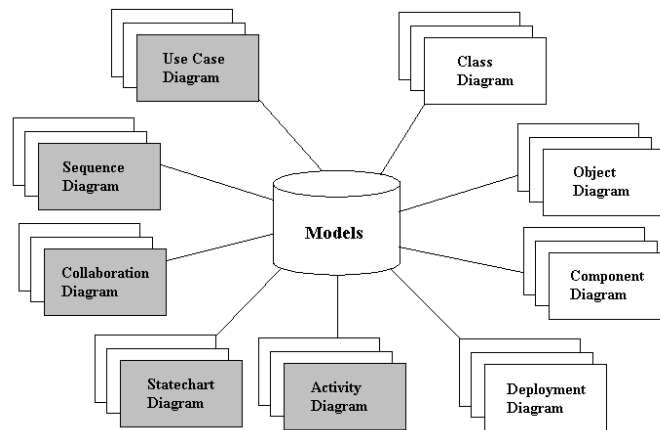 Use Case
Diagram
Class
Diagram
Sequence
Diagram
Object
Diagram
Models
Collaboration
Diagram
Component
Diagram
Statechart
Diagram
Activity
Diagram
Deployment
Diagram